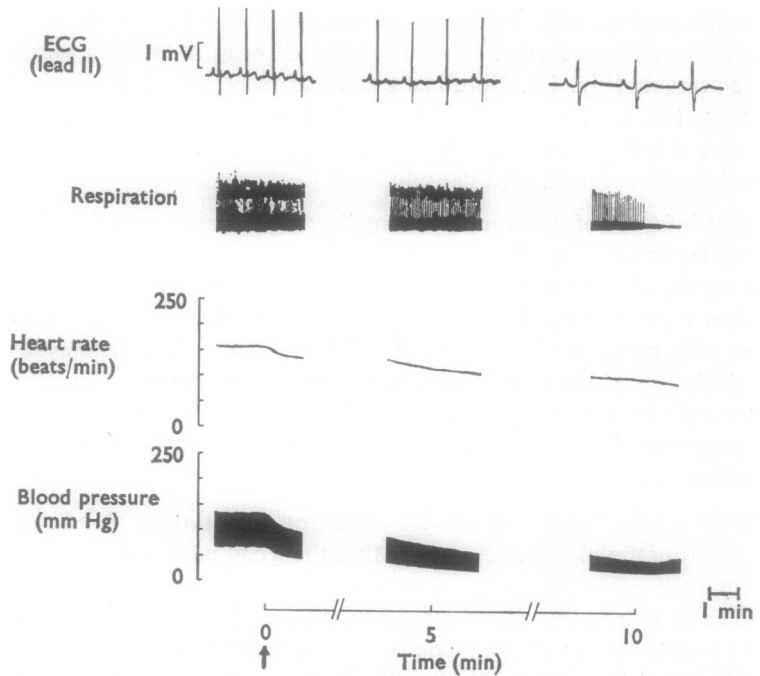 ECG
(lead II)
1 mV
Respiration
250
Heart rate
(beats/min)
0
250
Blood pressure
(mm Hg)
0
1 min
0
5
10
Time (min)